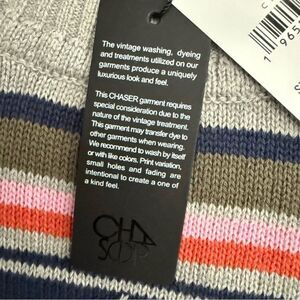 The vintage washing, dyeing
and treatments utilized on our
garments produce a uniquely
luxurious look and feel.
This CHASER garment requires
special consideration due to the
nature of the vintage treatment.
This garment may transfer dye to
other garments when wearing.
We recommend to wash by itself
or with like colors. Print variation,
small holes and fading are
intentional to create a one of
a kind feel.
C
1 965